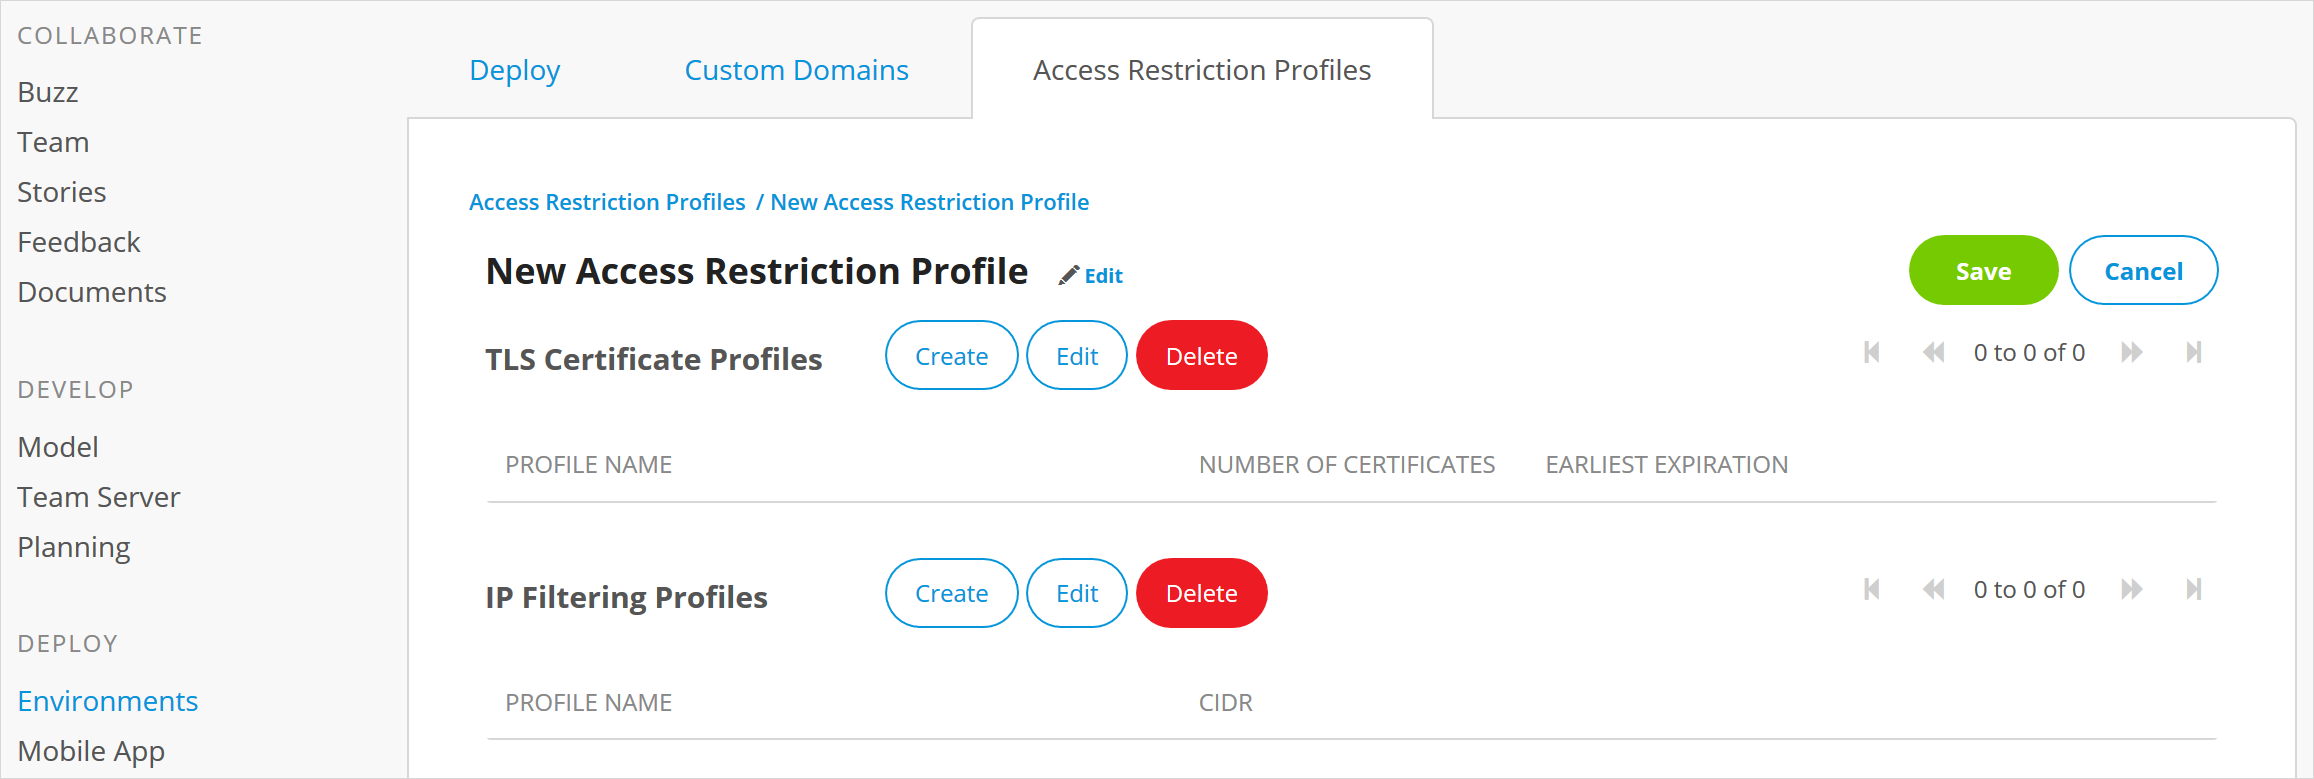 COLLABORATE
Buzz
Team
Stories
Feedback
Documents
DEVELOP
Model
Team Server
Planning
DEPLOY
Environments
Mobile App
Deploy
Custom Domains
Access Restriction Profiles
Access Restriction Profiles / New Access Restriction Profile
New Access Restriction Profile Edit
Save
Cancel
TLS Certificate Profiles
Create
Edit
Delete
0 to 0 of 0
PROFILE NAME
NUMBER OF CERTIFICATES
EARLIEST EXPIRATION
IP Filtering Profiles
Create
Edit
Delete
0 to 0 of 0
PROFILE NAME
CIDR